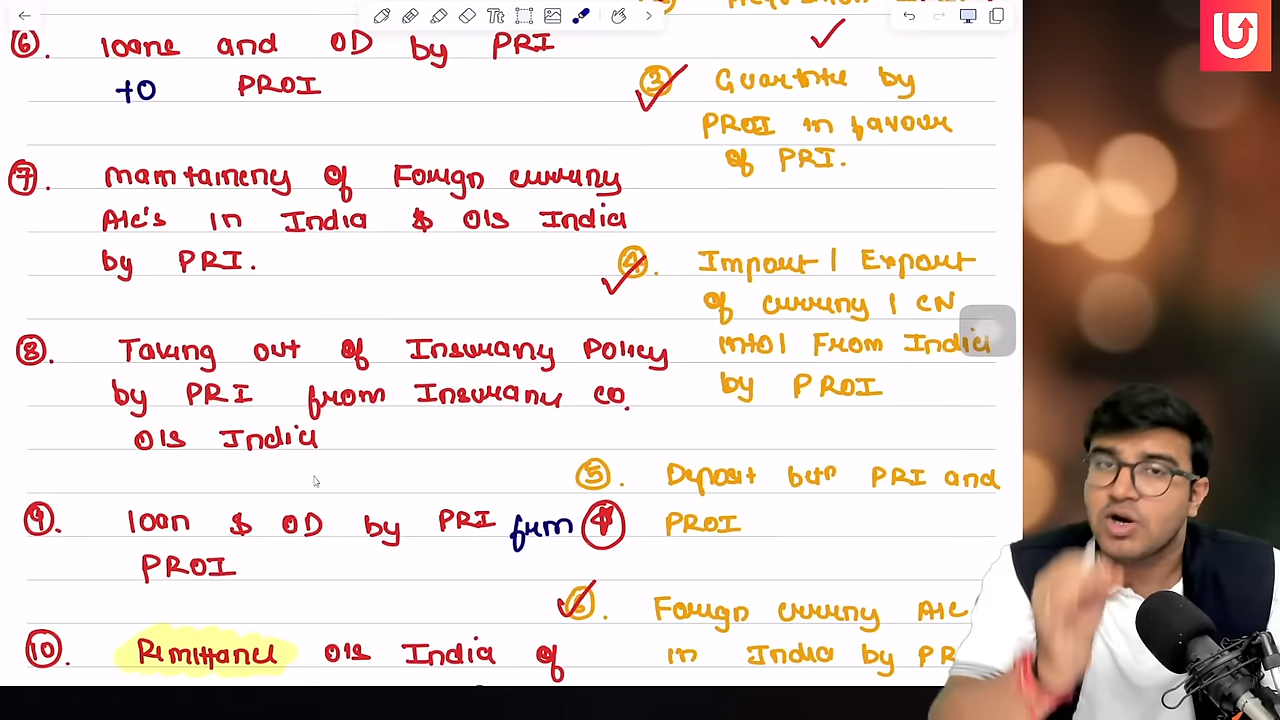 6. loans and OD by PRI
to PROI
7. maintaineny of Foreign currency
A/c's in India & O/s India
by PRI.
8. Taking out of Insurany Policy
by PRI from Insurance co.
O/s India
9. loan & OD by PRI from
PROI
10. Remittance O/s India of
3 Guarantee by
PROI in favour
of PRI.
4. Import / Export
of currency / CN
into/ From India
by PROI
5. Deposit betn PRI and
PROI
6. Foreign currency A/c
in India by PR